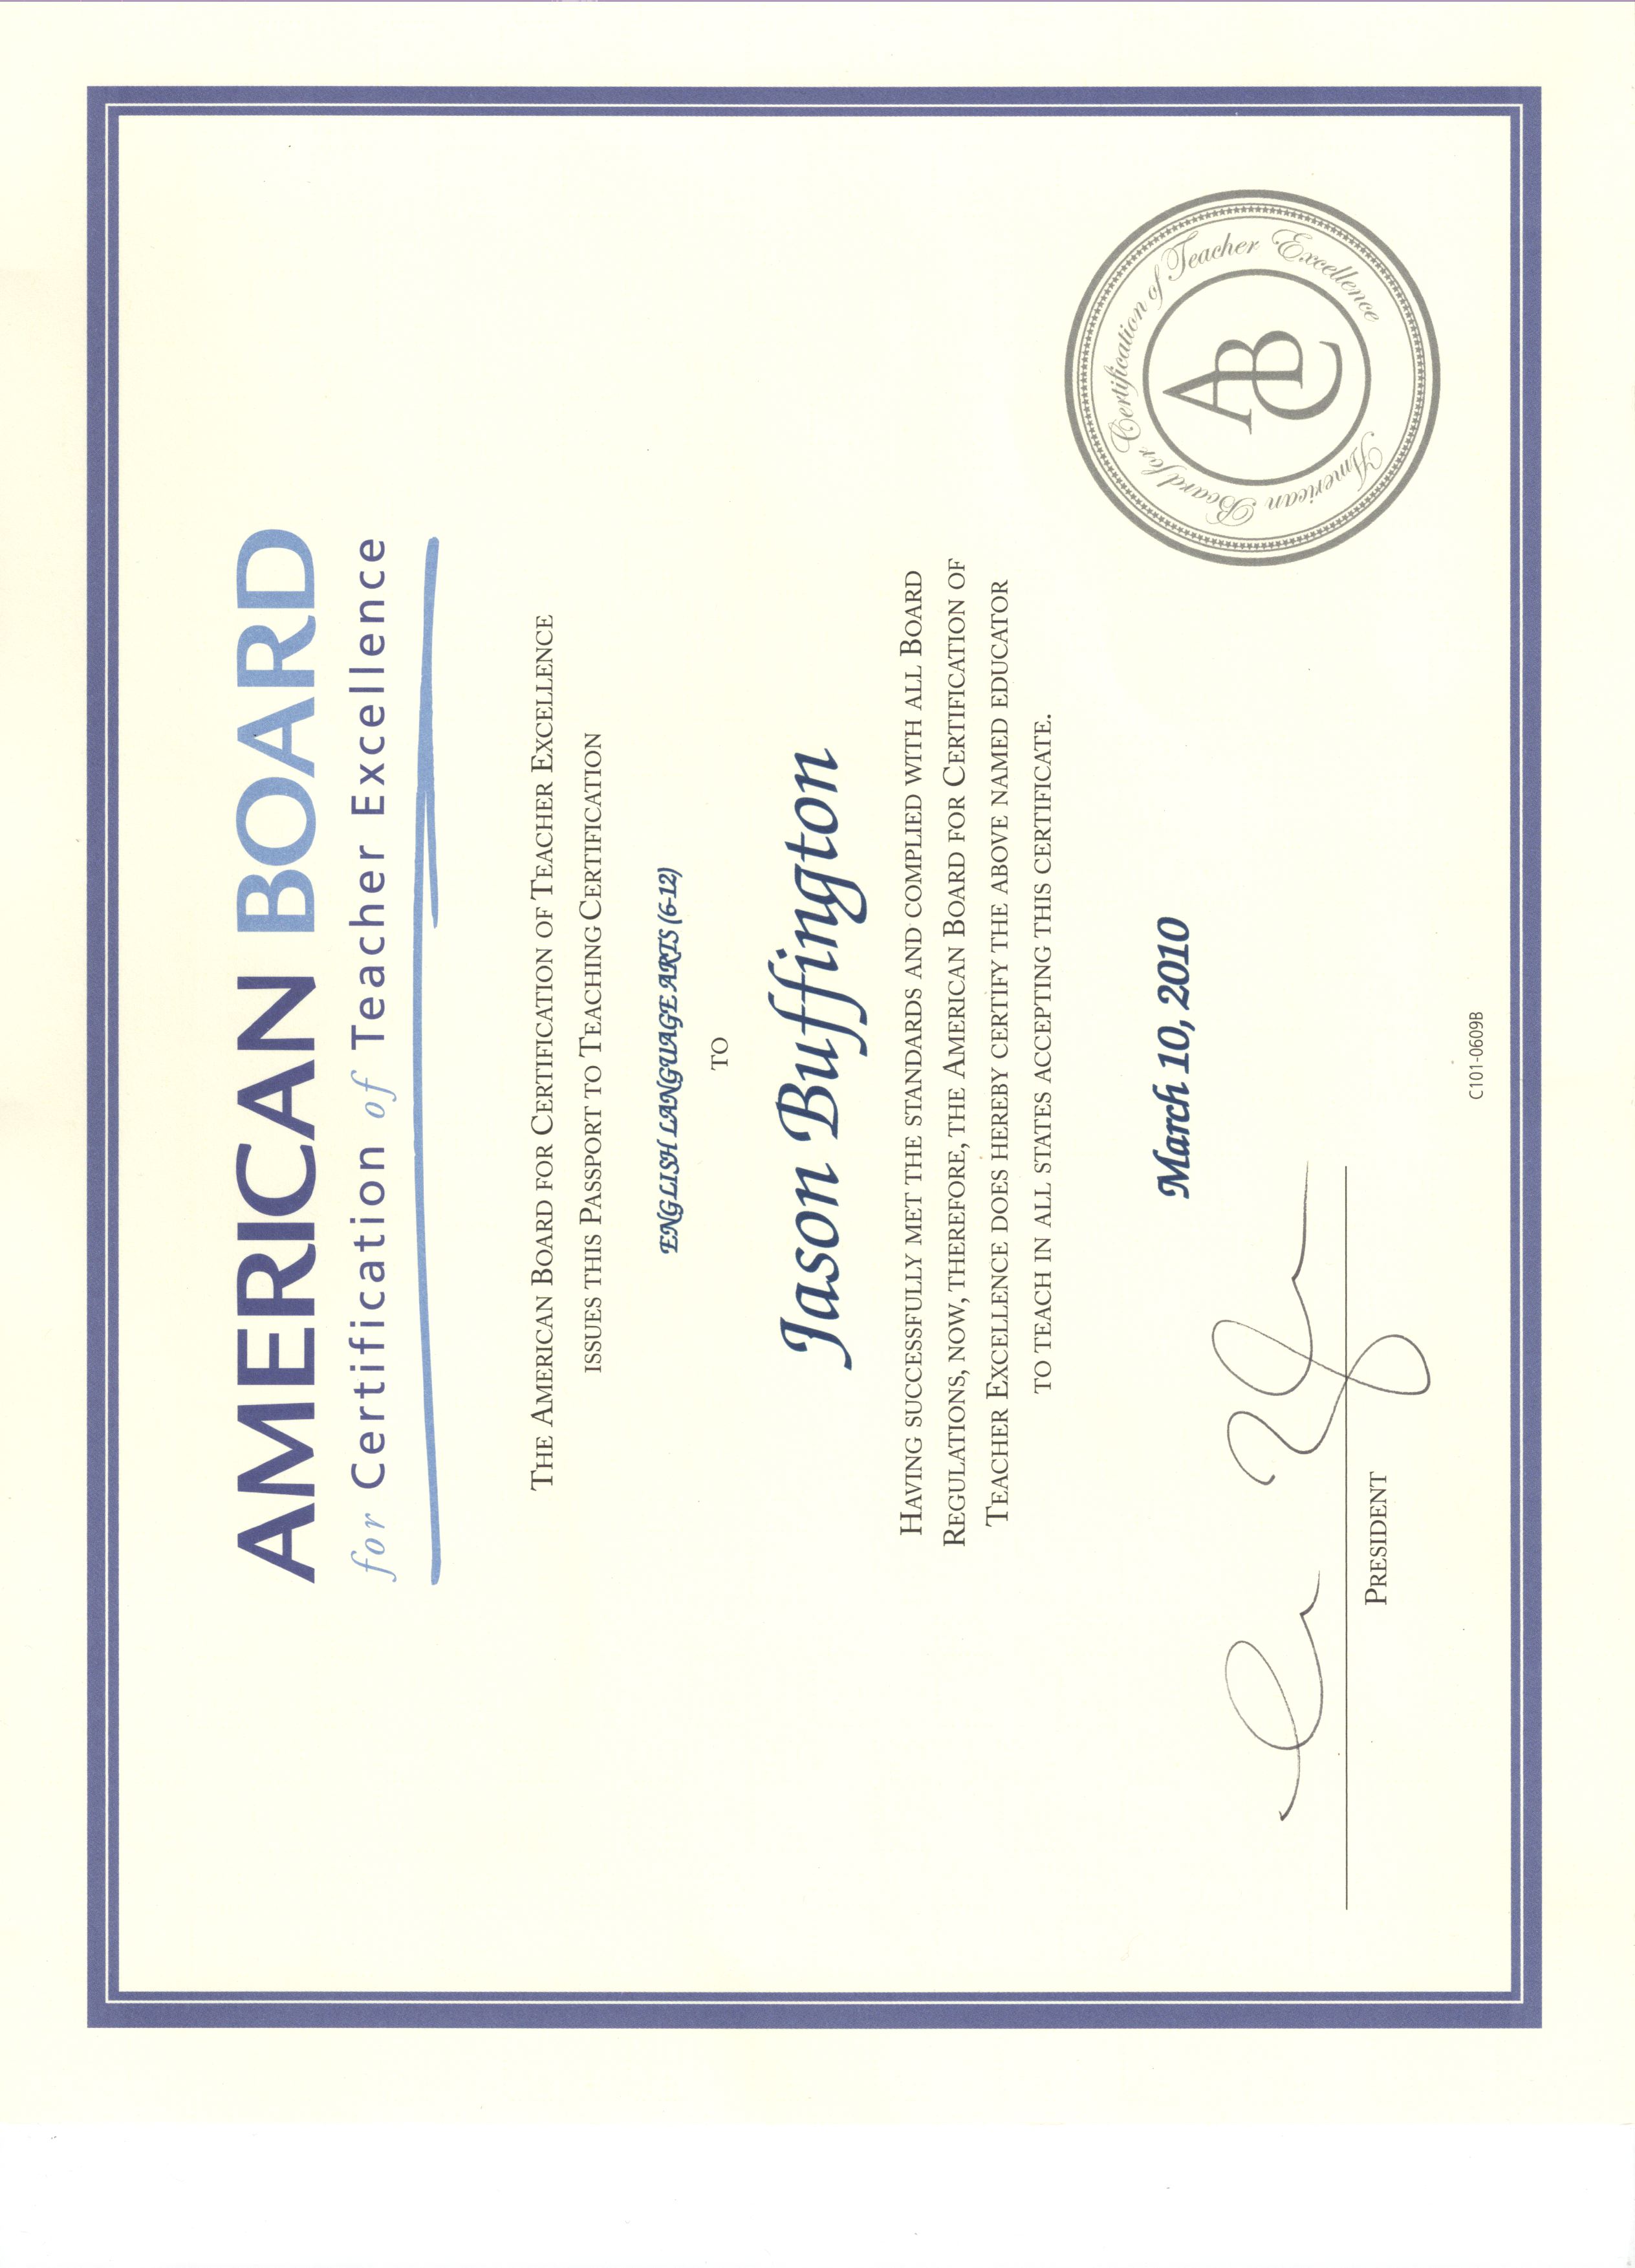 AMERICAN BOARD
for Certification of Teacher Excellence
THE AMERICAN BOARD FOR CERTIFICATION OF TEACHER EXCELLENCE
ISSUES THIS PASSPORT TO TEACHING CERTIFICATION
ENGLISH LANGUAGE ARTS (6-12)
TO
Jason Buffington
HAVING SUCCESSFULLY MET THE STANDARDS AND COMPLIED WITH ALL BOARD
REGULATIONS, NOW, THEREFORE, THE AMERICAN BOARD FOR CERTIFICATION OF
TEACHER EXCELLENCE DOES HEREBY CERTIFY THE ABOVE NAMED EDUCATOR
TO TEACH IN ALL STATES ACCEPTING THIS CERTIFICATE.
March 10, 2010
PRESIDENT
American Board for Certification of Teacher Excellence
ABC
C101-0609B